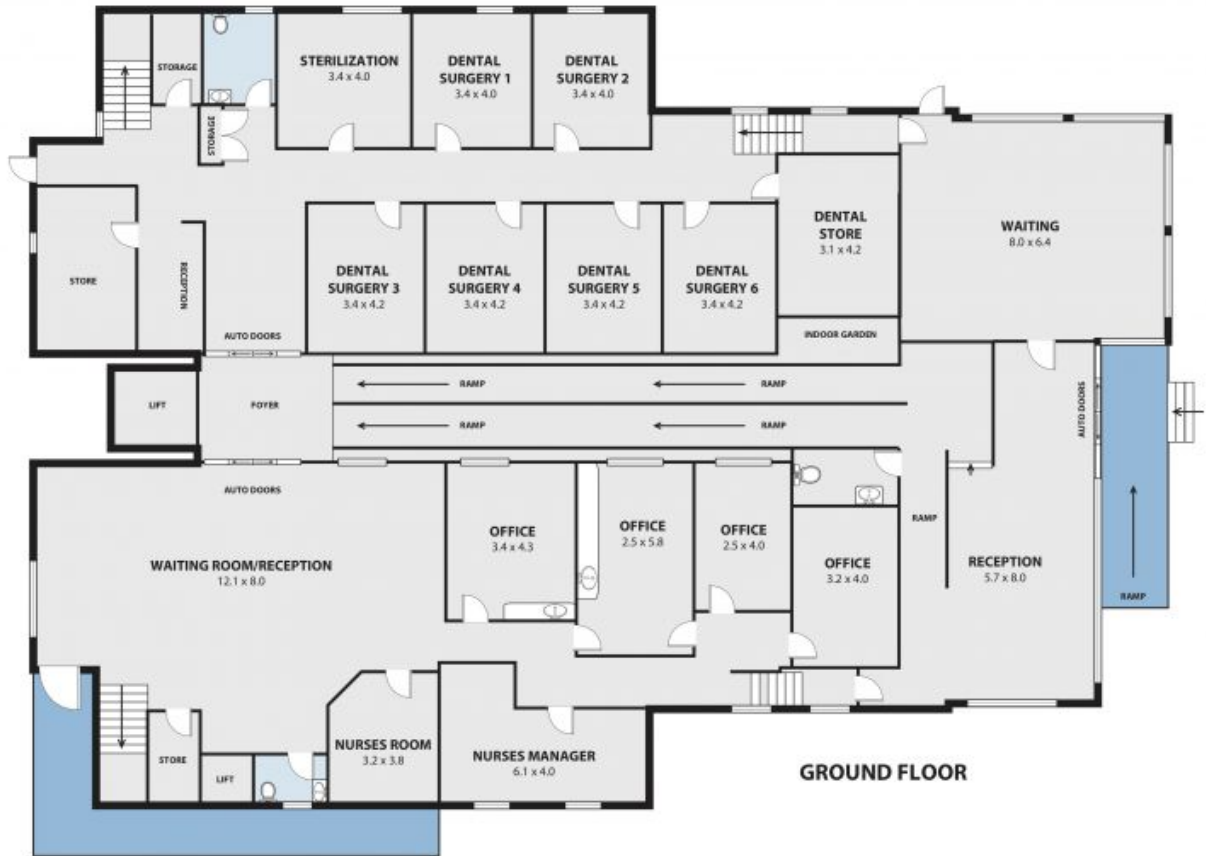 STORAGE
STERILIZATION
3.4 x 4.0
DENTAL
SURGERY 1
3.4 x 4.0
DENTAL
SURGERY 2
3.4 x 4.0
STORAGE
STORE
RECEPTION
DENTAL
SURGERY 3
3.4 x 4.2
DENTAL
SURGERY 4
3.4 x 4.2
DENTAL
SURGERY 5
3.4 x 4.2
DENTAL
SURGERY 6
3.4 x 4.2
DENTAL
STORE
3.1 x 4.2
WAITING
8.0 x 6.4
AUTO DOORS
INDOOR GARDEN
LIFT
FOYER
RAMP
RAMP
RAMP
RAMP
AUTO DOORS
AUTO DOORS
WAITING ROOM/RECEPTION
12.1 x 8.0
OFFICE
3.4 x 4.3
OFFICE
2.5 x 5.8
OFFICE
2.5 x 4.0
OFFICE
3.2 x 4.0
RAMP
RECEPTION
5.7 x 8.0
RAMP
STORE
LIFT
NURSES ROOM
3.2 x 3.8
NURSES MANAGER
6.1 x 4.0
GROUND FLOOR